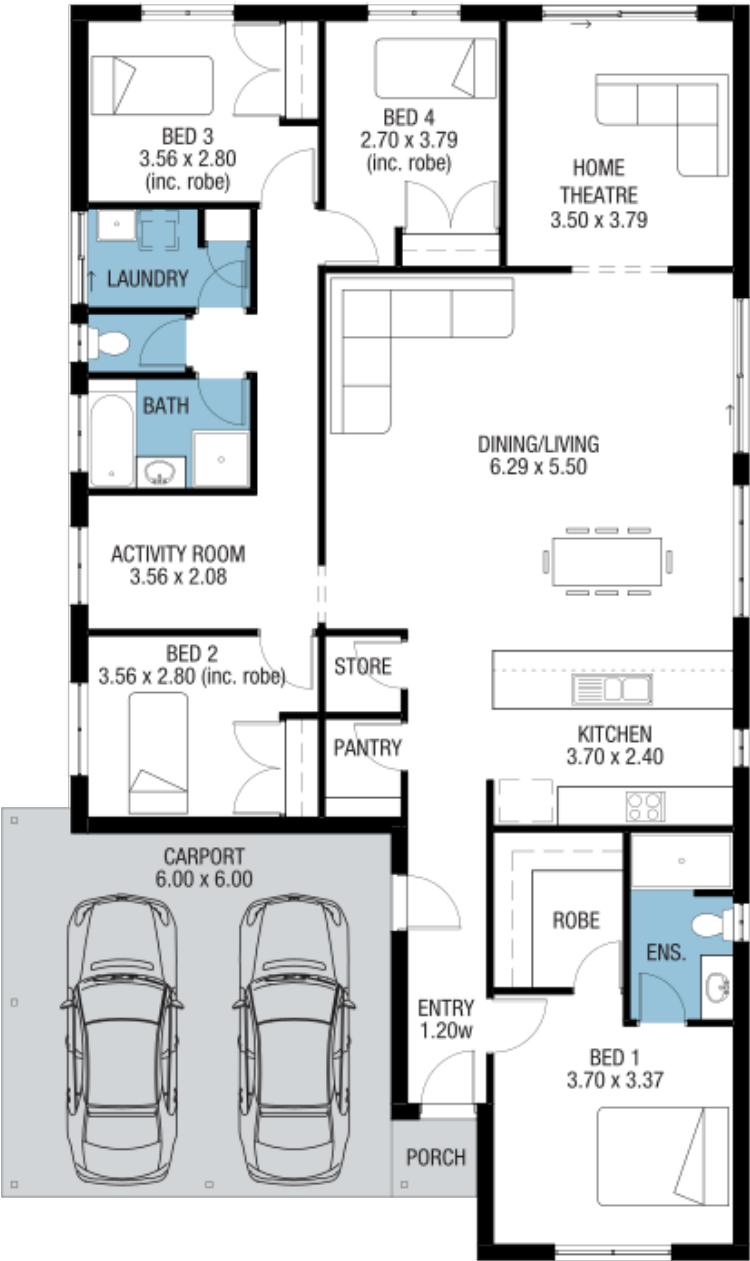 BED 3
3.56 x 2.80
(inc. robe)
BED 4
2.70 x 3.79
(inc. robe)
HOME
THEATRE
3.50 x 3.79
LAUNDRY
BATH
DINING/LIVING
6.29 x 5.50
ACTIVITY ROOM
3.56 x 2.08
BED 2
3.56 x 2.80 (inc. robe)
STORE
PANTRY
KITCHEN
3.70 x 2.40
CARPORT
6.00 x 6.00
ROBE
ENS.
ENTRY
1.20w
BED 1
3.70 x 3.37
PORCH